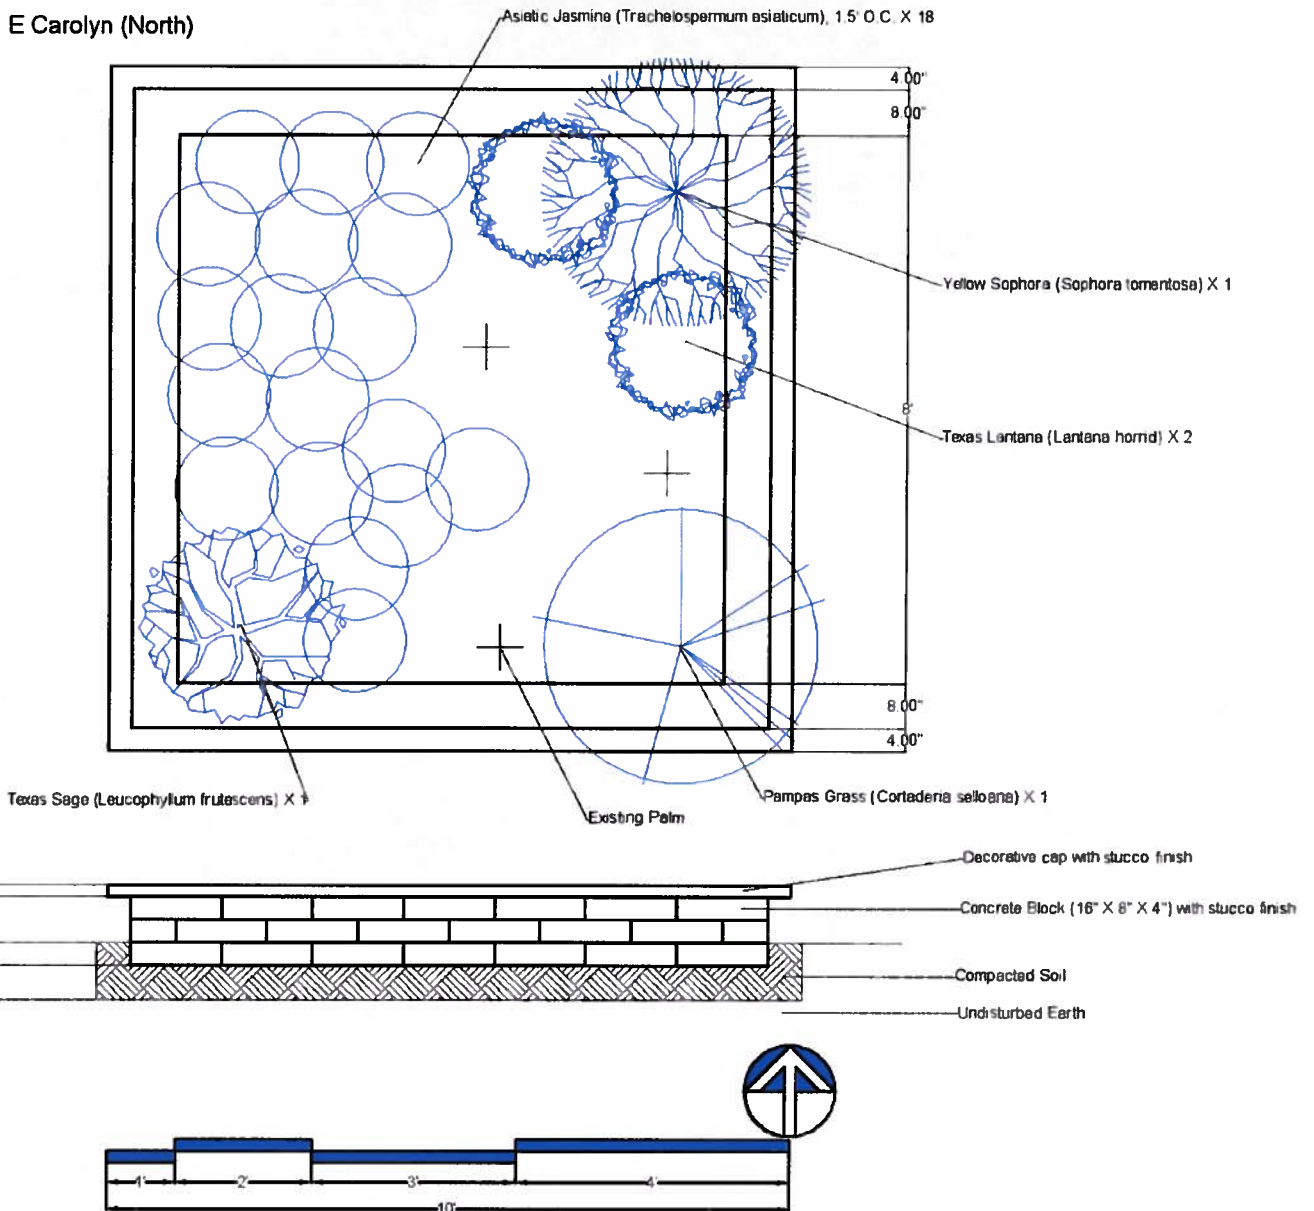 E Carolyn (North)
Asiatic Jasmine (Trachelospermum asiaticum), 1.5' O.C. X 18
4.00"
8.00"
Yellow Sophora (Sophora tomentosa) X 1
8'
Texas Lantana (Lantana horrid) X 2
8.00"
4.00"
Texas Sage (Leucophyllum frutescens) X 1
Existing Palm
Pampas Grass (Cortaderia selloana) X 1
Decorative cap with stucco finish
Concrete Block (16" X 8" X 4") with stucco finish
Compacted Soil
Undisturbed Earth
1'
2'
3'
4'
10'